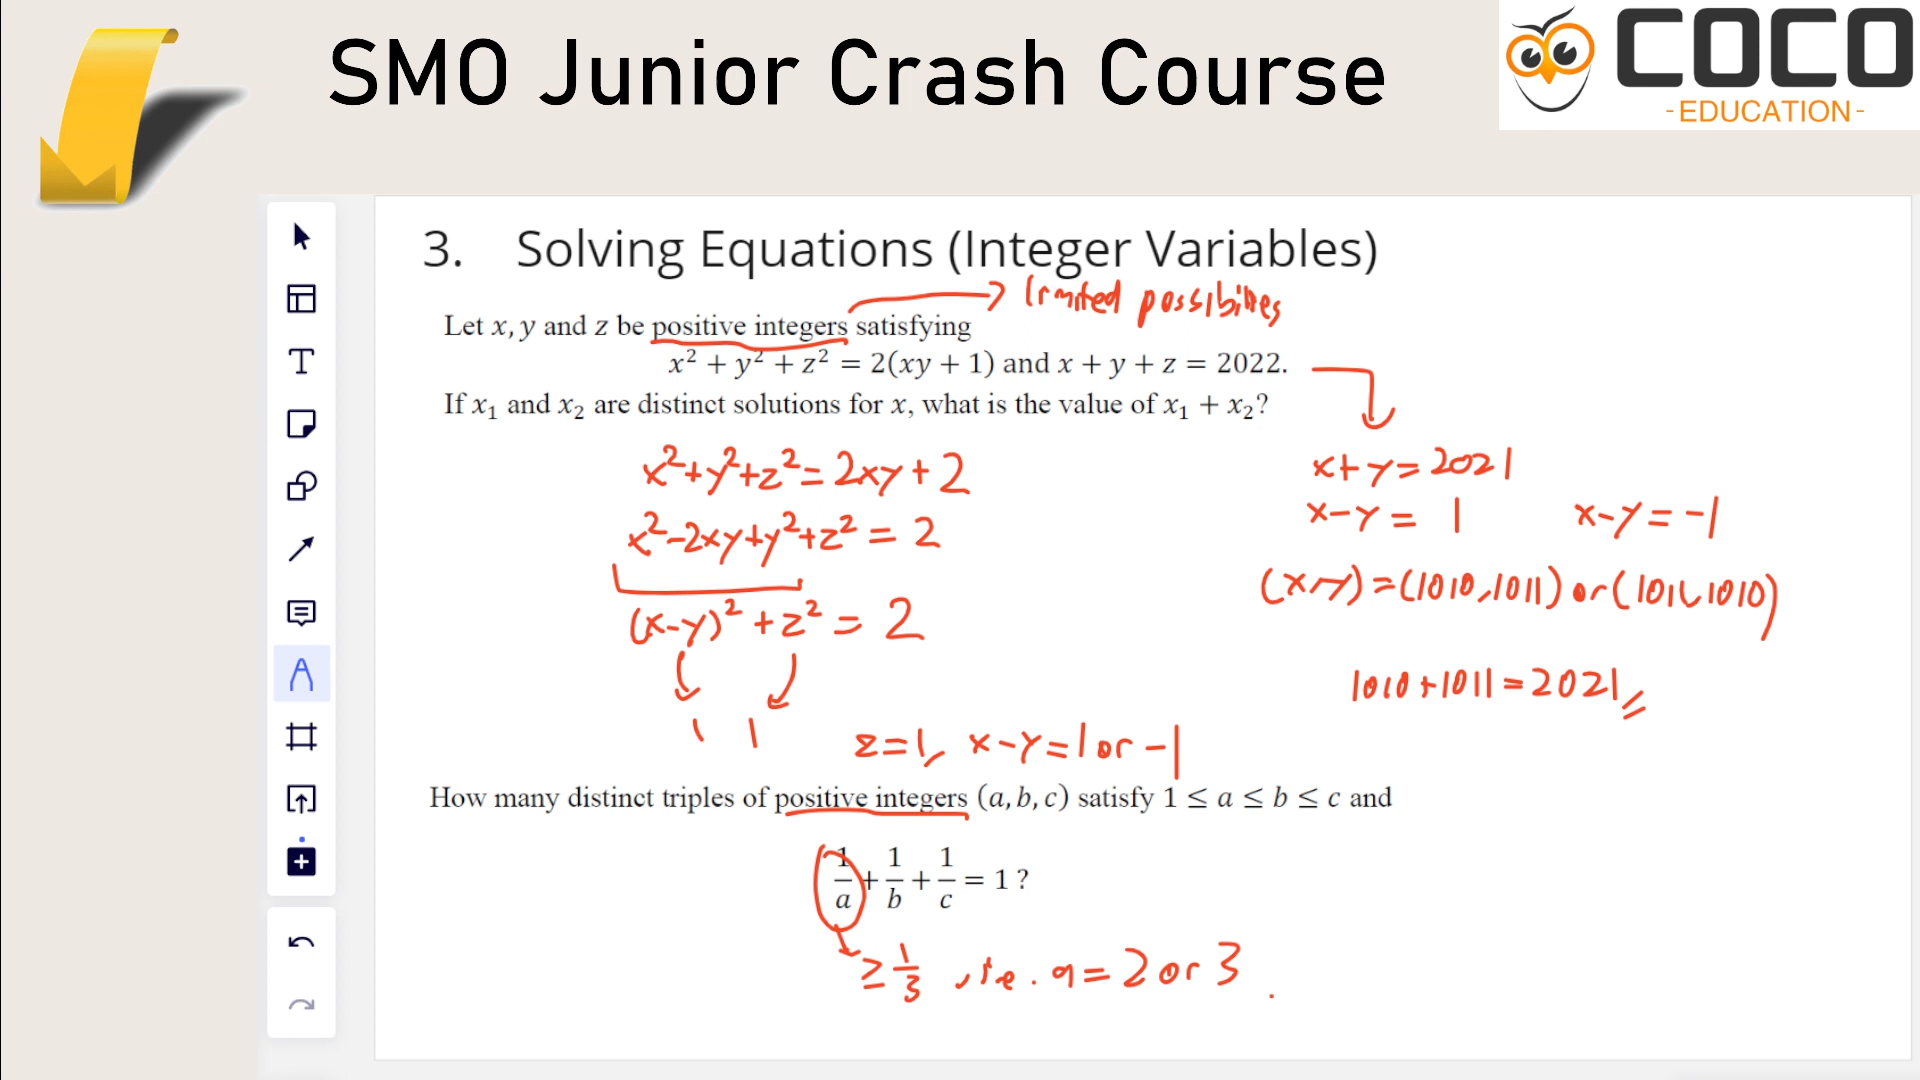 SMO Junior Crash Course
COCO
-EDUCATION-
3. Solving Equations (Integer Variables)
→ limited possibilities
Let x, y and z be positive integers satisfying
x² + y² + z² = 2(xy + 1) and x + y + z = 2022.
If x₁ and x₂ are distinct solutions for x, what is the value of x₁ + x₂?
x²+y²+z²=2xy+2
x²-2xy+y²+z²=2
(x-y)²+z²=2
1 1
z=1, x-y=1 or -1
x+y=2021
x-y=1 x-y=-1
(x,y)=(1010,1011) or (1011,1010)
1010+1011=2021
How many distinct triples of positive integers (a, b, c) satisfy 1 ≤ a ≤ b ≤ c and
1/a + 1/b + 1/c = 1 ?
≥ 1/3, i.e. a=2 or 3.
T